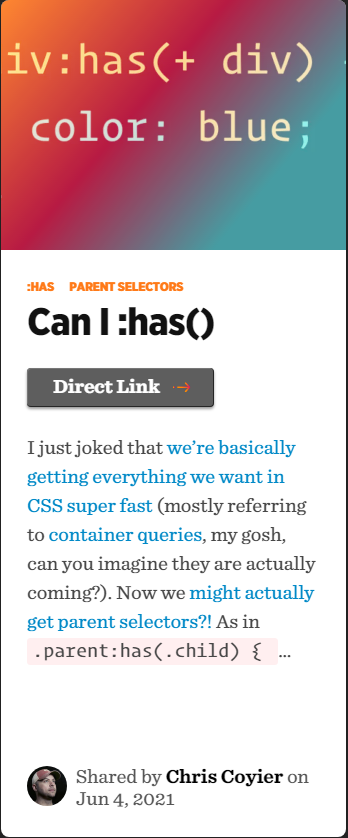 iv:has(+ div) {
color: blue;
:HAS PARENT SELECTORS
Can I :has()
Direct Link →
I just joked that we’re basically
getting everything we want in
CSS super fast (mostly referring
to container queries, my gosh,
can you imagine they are actually
coming?). Now we might actually
get parent selectors?! As in
.parent:has(.child) { …
Shared by Chris Coyier on
Jun 4, 2021